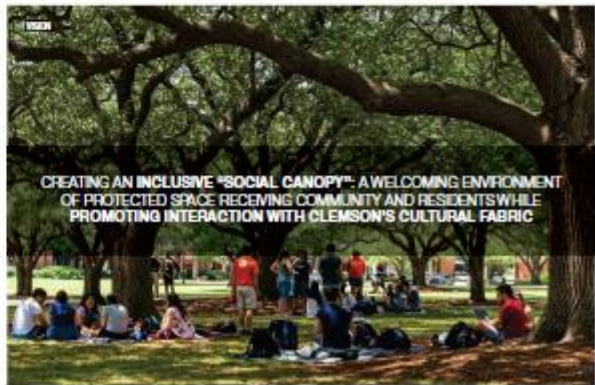 VISION
CREATING AN INCLUSIVE "SOCIAL CANOPY": A WELCOMING ENVIRONMENT
OF PROTECTED SPACE RECEIVING COMMUNITY AND RESIDENTS WHILE
PROMOTING INTERACTION WITH CLEMSON'S CULTURAL FABRIC